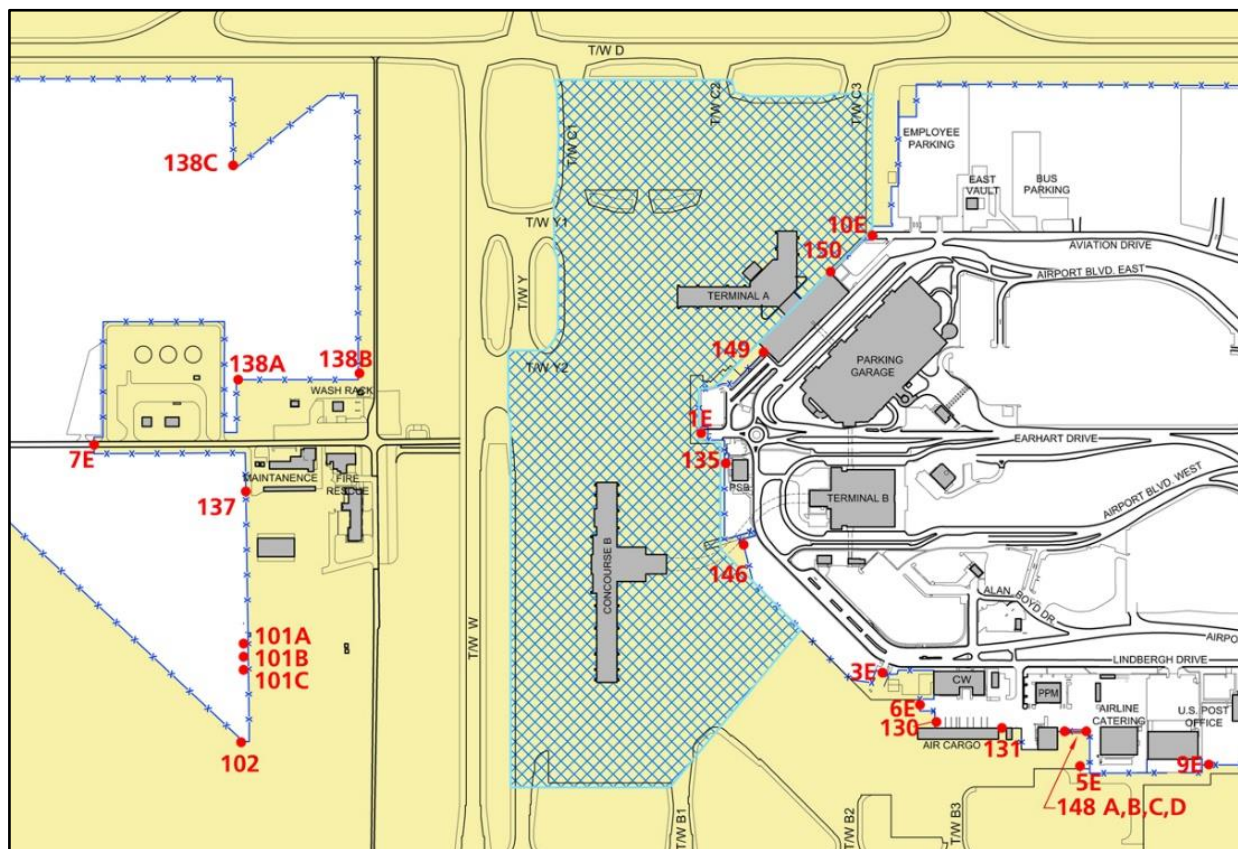 T/W D
T/W C2
T/W C3
T/W C1
EMPLOYEE
PARKING
138C
EAST
VAULT
BUS
PARKING
T/W Y1
10E
AVIATION DRIVE
150
AIRPORT BLVD. EAST
T/W Y
TERMINAL A
149
PARKING
GARAGE
T/W Y2
138A
138B
WASH RACK
1E
EARHART DRIVE
7E
135
MAINTANENCE
FIRE
RESCUE
PSB
137
TERMINAL B
AIRPORT BLVD. WEST
146
CONCOURSE B
ALAN BOYD DR.
101A
101B
101C
T/W W
AIRPO
LINDBERGH DRIVE
3E
CW
6E
PPM
AIRLINE
CATERING
U.S. POST
OFFICE
130
131
AIR CARGO
102
5E
9E
148 A,B,C,D
T/W B1
T/W B2
T/W B3